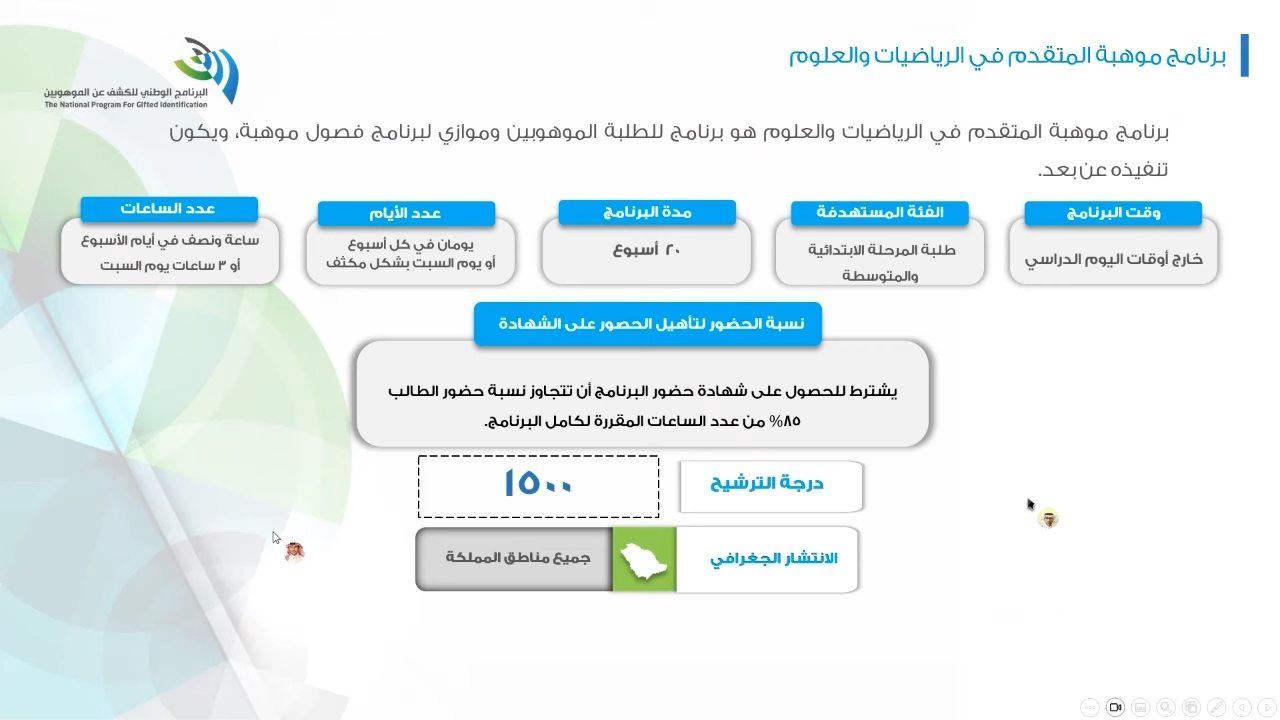 برنامج موهبة المتقدم في الرياضيات والعلوم
البرنامج الوطني للكشف عن الموهوبين
The National Program For Gifted Identification
برنامج موهبة المتقدم في الرياضيات والعلوم هو برنامج للطلبة الموهوبين وموازي لبرنامج فصول موهبة، ويكون
تنفيذه عن بعد.
وقت البرنامج
خارج أوقات اليوم الدراسي
الفئة المستهدفة
طلبة المرحلة الابتدائية
والمتوسطة
مدة البرنامج
٢٠ أسبوع
عدد الأيام
يومان في كل أسبوع
أو يوم السبت بشكل مكثف
عدد الساعات
ساعة ونصف في أيام الأسبوع
أو ٣ ساعات يوم السبت
نسبة الحضور لتأهيل الحصور على الشهادة
يشترط للحصول على شهادة حضور البرنامج أن تتجاوز نسبة حضور الطالب
٨٥% من عدد الساعات المقررة لكامل البرنامج.
درجة الترشيح
١٥٠٠
الانتشار الجغرافي
جميع مناطق المملكة